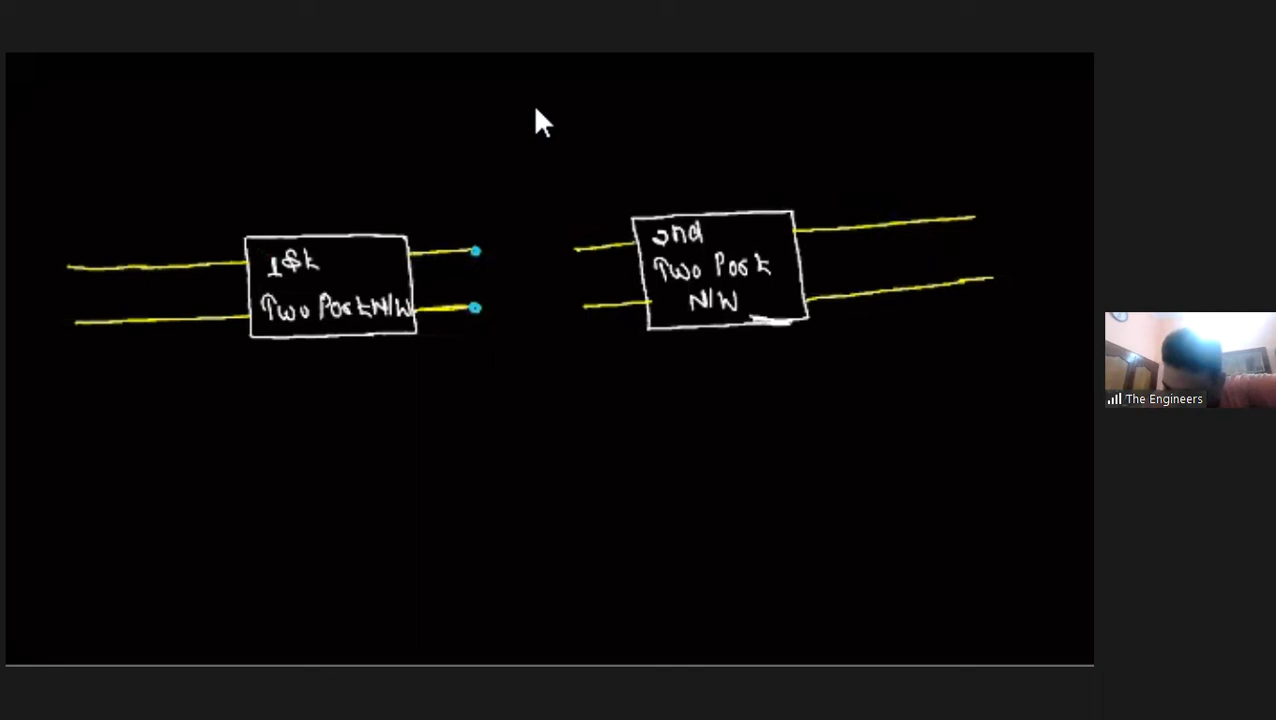 1st
Two Port N/W
2nd
Two Port
N/W
The Engineers